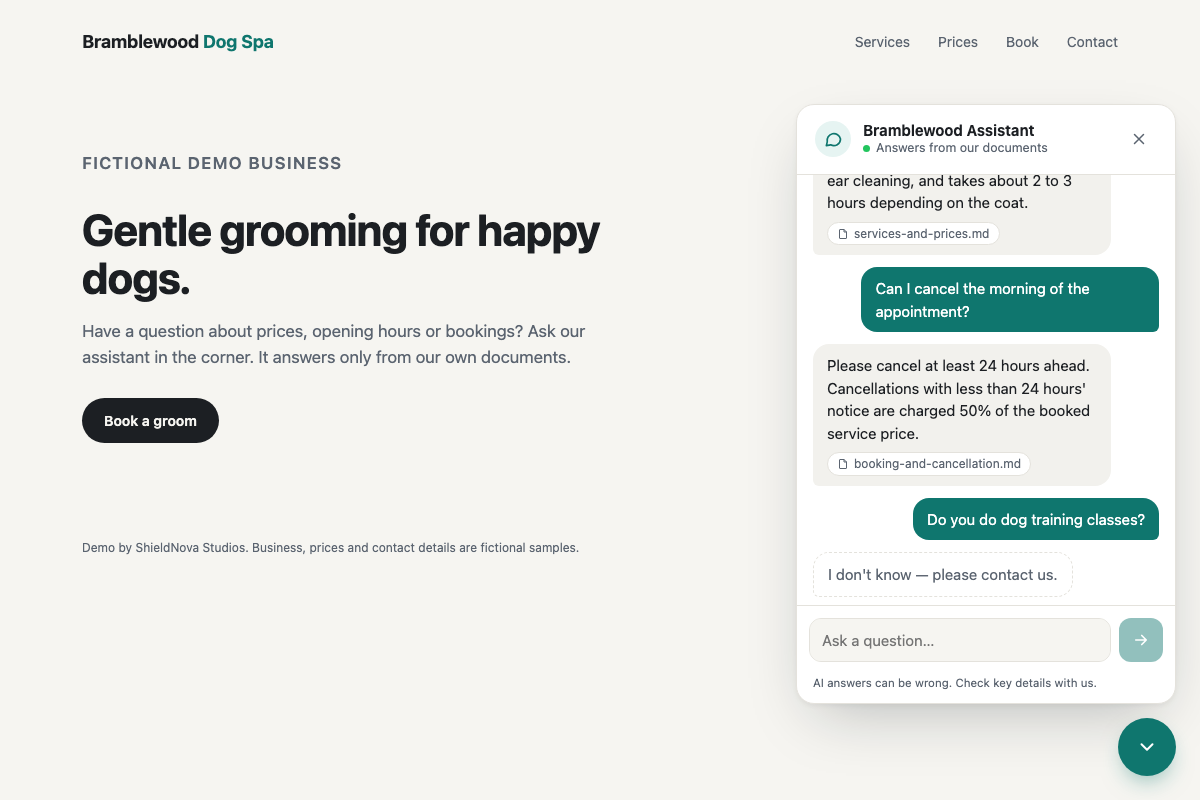 Bramblewood Dog Spa
Services Prices Book Contact
FICTIONAL DEMO BUSINESS
Gentle grooming for happy
dogs.
Have a question about prices, opening hours or bookings? Ask our
assistant in the corner. It answers only from our own documents.
Book a groom
Demo by ShieldNova Studios. Business, prices and contact details are fictional samples.
Bramblewood Assistant
Answers from our documents
ear cleaning, and takes about 2 to 3
hours depending on the coat.
services-and-prices.md
Can I cancel the morning of the
appointment?
Please cancel at least 24 hours ahead.
Cancellations with less than 24 hours'
notice are charged 50% of the booked
service price.
booking-and-cancellation.md
Do you do dog training classes?
I don't know — please contact us.
Ask a question...
AI answers can be wrong. Check key details with us.